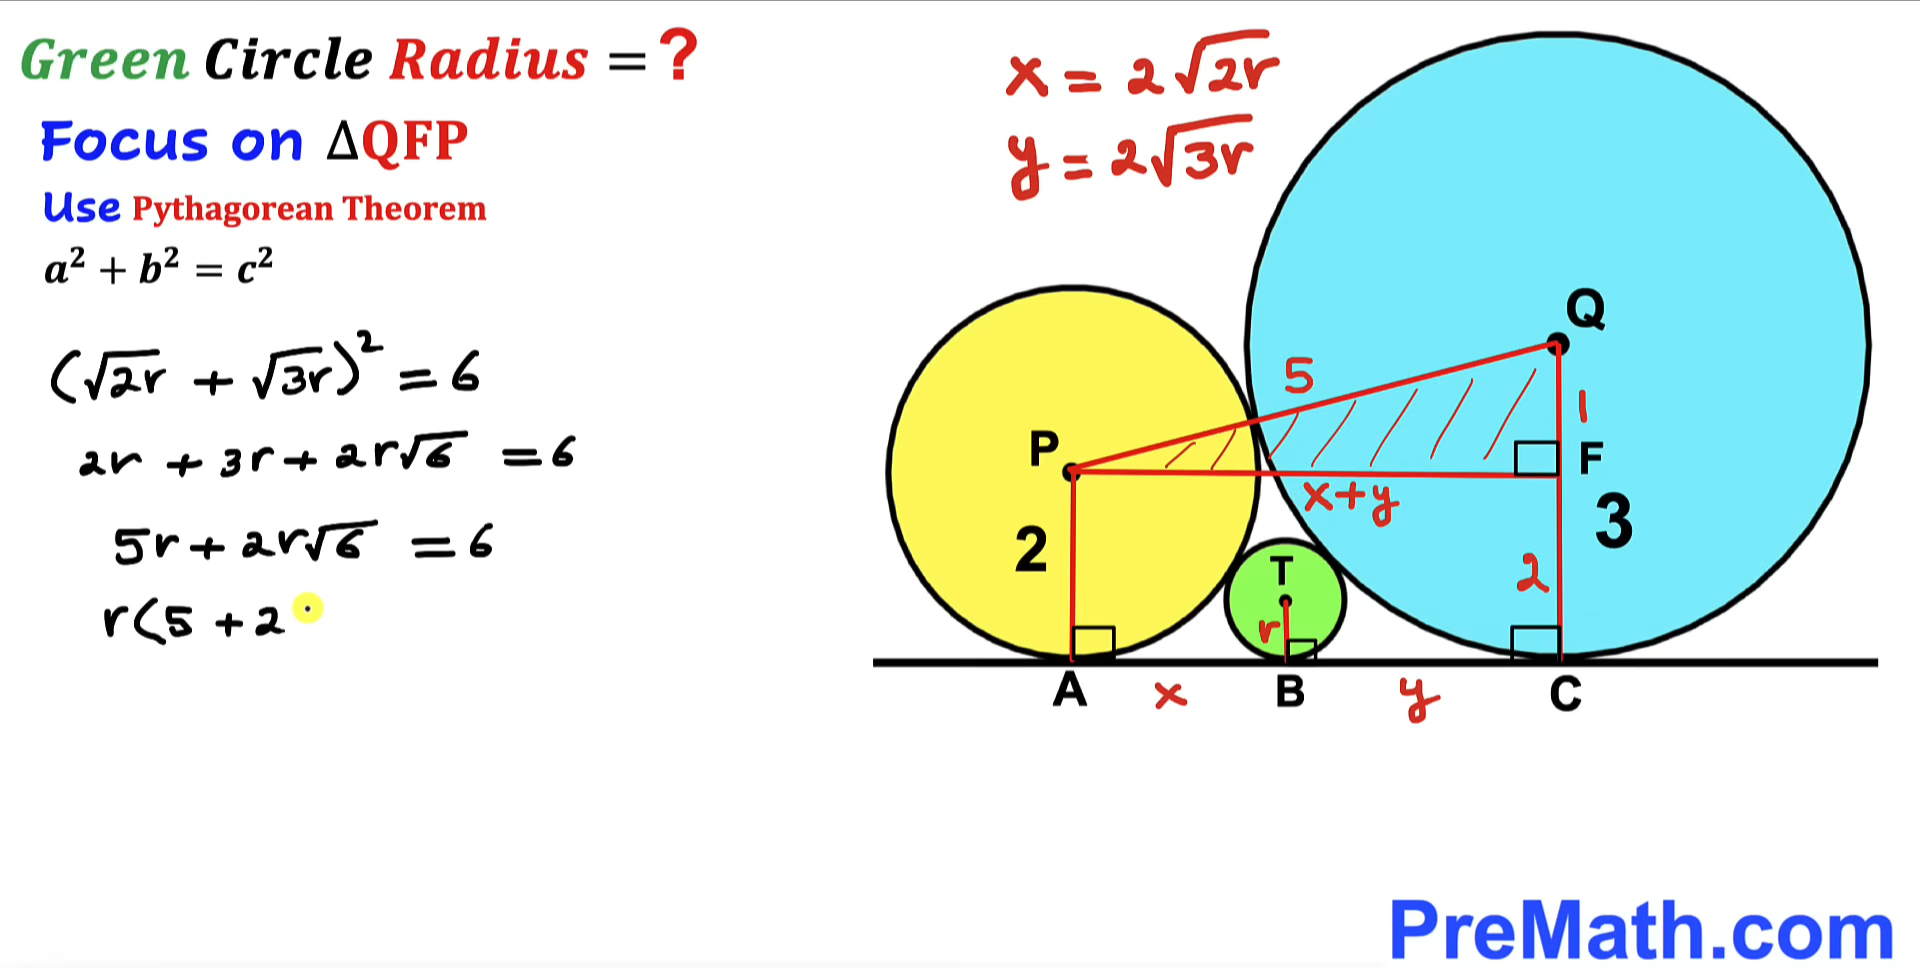 Green Circle Radius = ?
Focus on ΔQFP
Use Pythagorean Theorem
a² + b² = c²
(√2r + √3r)² = 6
2r + 3r + 2r√6 = 6
5r + 2r√6 = 6
r(5 + 2
x = 2√2r
y = 2√3r
Q
5
1
P
F
x+y
3
2
2
T
r
A
x
B
y
C
PreMath.com